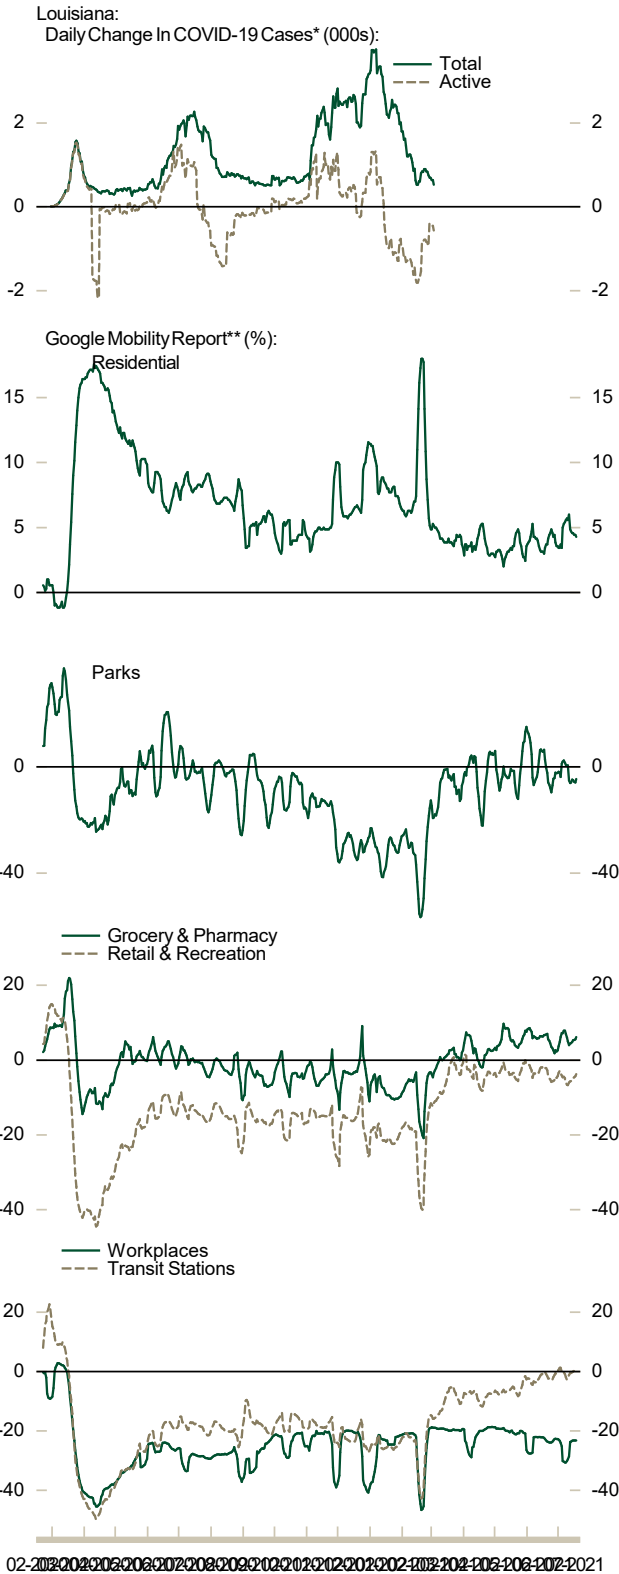 Louisiana:
Daily Change In COVID-19 Cases* (000s):
Total
Active
2 2
0 0
-2 -2
Google Mobility Report** (%):
Residential
15 15
10 10
5 5
0 0
Parks
0 0
-40 -40
Grocery & Pharmacy
Retail & Recreation
20 20
0 0
-20 -20
-40 -40
Workplaces
Transit Stations
20 20
0 0
-20 -20
-40 -40